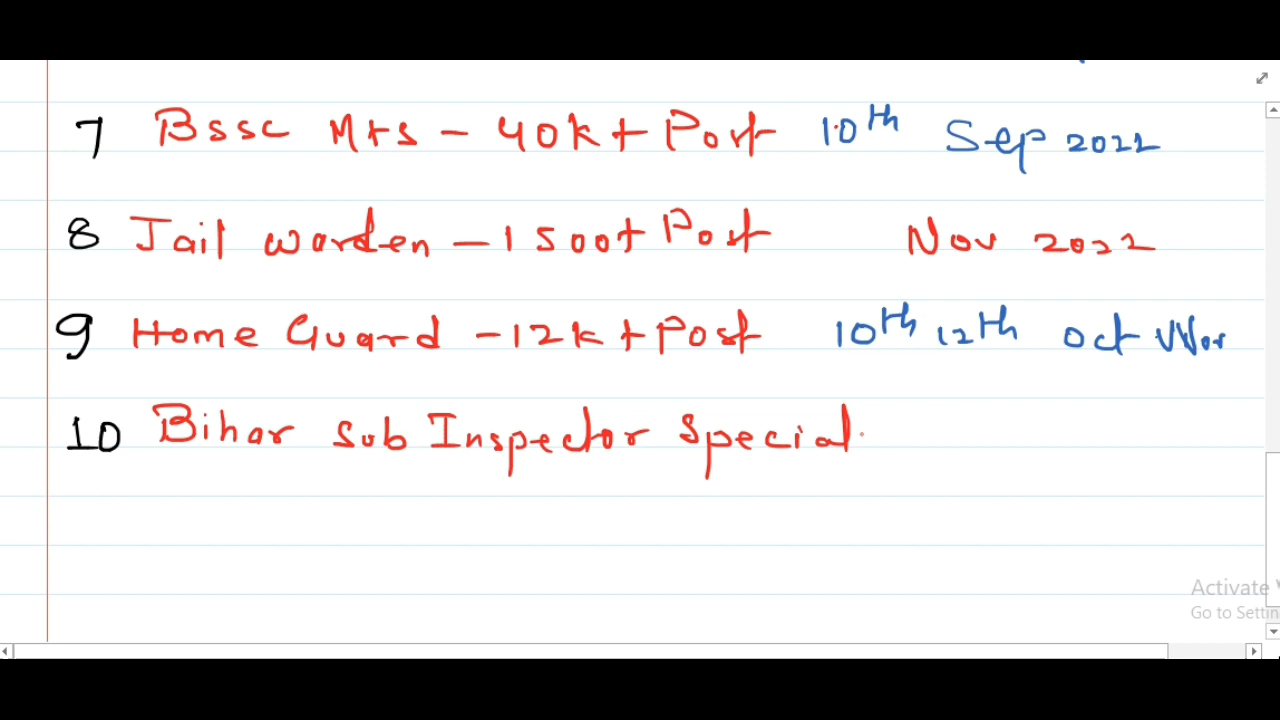 7 Bssc Mts - 40k+ Post 10th Sep 2022
8 Jail warden - 1500+ Post Nov 2022
9 Home Guard - 12k+ Post 10th 12th Oct
10 Bihar Sub Inspector Special
Activate
Go to Settin